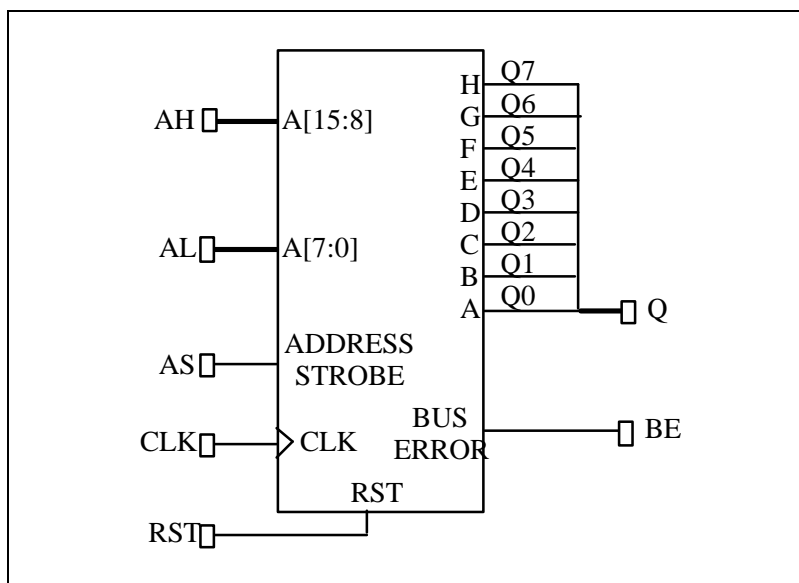 H Q7
AH A[15:8] G Q6
F Q5
E Q4
D Q3
AL A[7:0] C Q2
B Q1
A Q0 Q
AS ADDRESS
STROBE
BUS
ERROR BE
CLK CLK
RST
RST